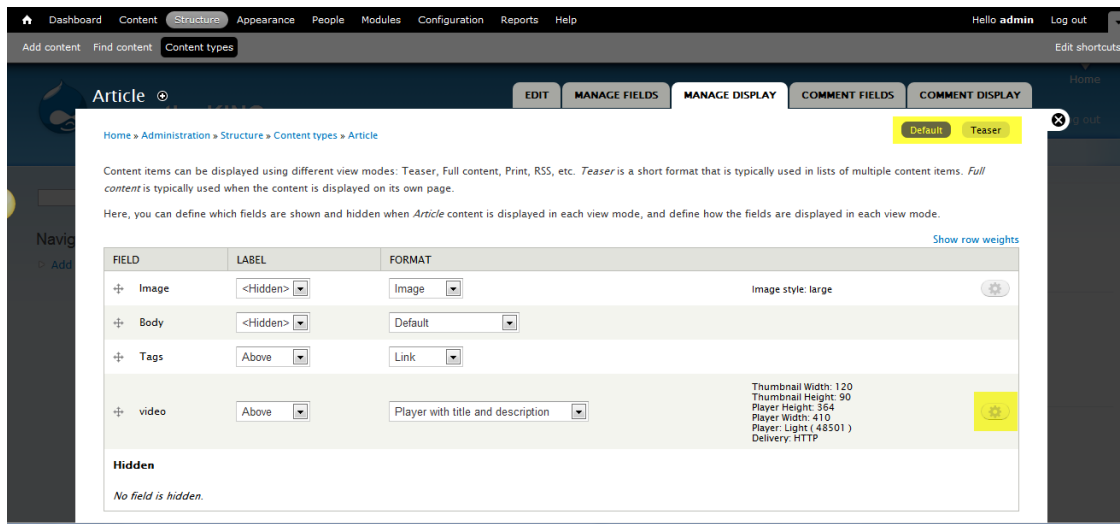 Dashboard Content Structure Appearance People Modules Configuration Reports Help Hello admin Log out
Add content Find content Content types Edit shortcuts
Home
Article EDIT MANAGE FIELDS MANAGE DISPLAY COMMENT FIELDS COMMENT DISPLAY
Home » Administration » Structure » Content types » Article Default Teaser
out
Content items can be displayed using different view modes: Teaser, Full content, Print, RSS, etc. Teaser is a short format that is typically used in lists of multiple content items. Full
content is typically used when the content is displayed on its own page.
Here, you can define which fields are shown and hidden when Article content is displayed in each view mode, and define how the fields are displayed in each view mode.
Navig
Show row weights
FIELD LABEL FORMAT
Add
Image <Hidden> Image Image style: large
Body <Hidden> Default
Tags Above Link
video Above Player with title and description
Thumbnail Width: 120
Thumbnail Height: 90
Player Height: 364
Player Width: 410
Player: Light ( 48501 )
Delivery: HTTP
Hidden
No field is hidden.